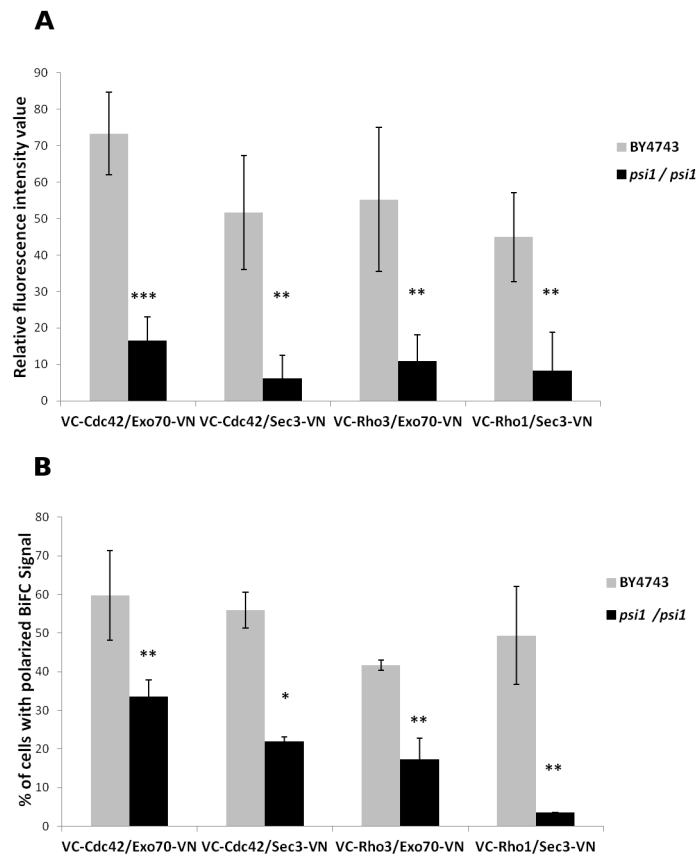 A
Relative fluorescence intensity value
90
80
70
60
50
40
30
20
10
0
*** ** ** **
VC-Cdc42/Exo70-VN VC-Cdc42/Sec3-VN VC-Rho3/Exo70-VN VC-Rho1/Sec3-VN
BY4743
psi1 / psi1
B
% of cells with polarized BiFC Signal
80
70
60
50
40
30
20
10
0
** * ** **
VC-Cdc42/Exo70-VN VC-Cdc42/Sec3-VN VC-Rho3/Exo70-VN VC-Rho1/Sec3-VN
BY4743
psi1 /psi1